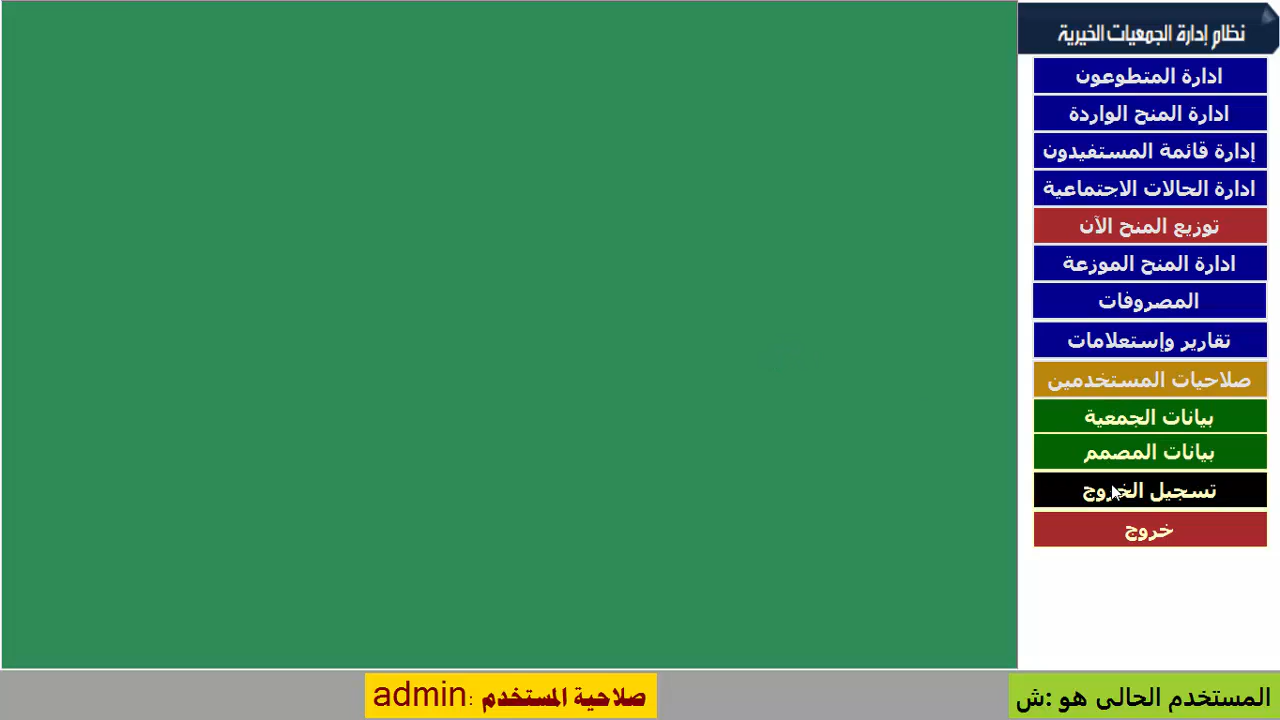 نظام إدارة الجمعيات الخيرية
ادارة المتطوعون
ادارة المنح الواردة
إدارة قائمة المستفيدون
ادارة الحالات الاجتماعية
توزيع المنح الآن
ادارة المنح الموزعة
المصروفات
تقارير وإستعلامات
صلاحيات المستخدمين
بيانات الجمعية
بيانات المصمم
تسجيل الخروج
خروج
المستخدم الحالى هو :ش
صلاحية المستخدم :admin